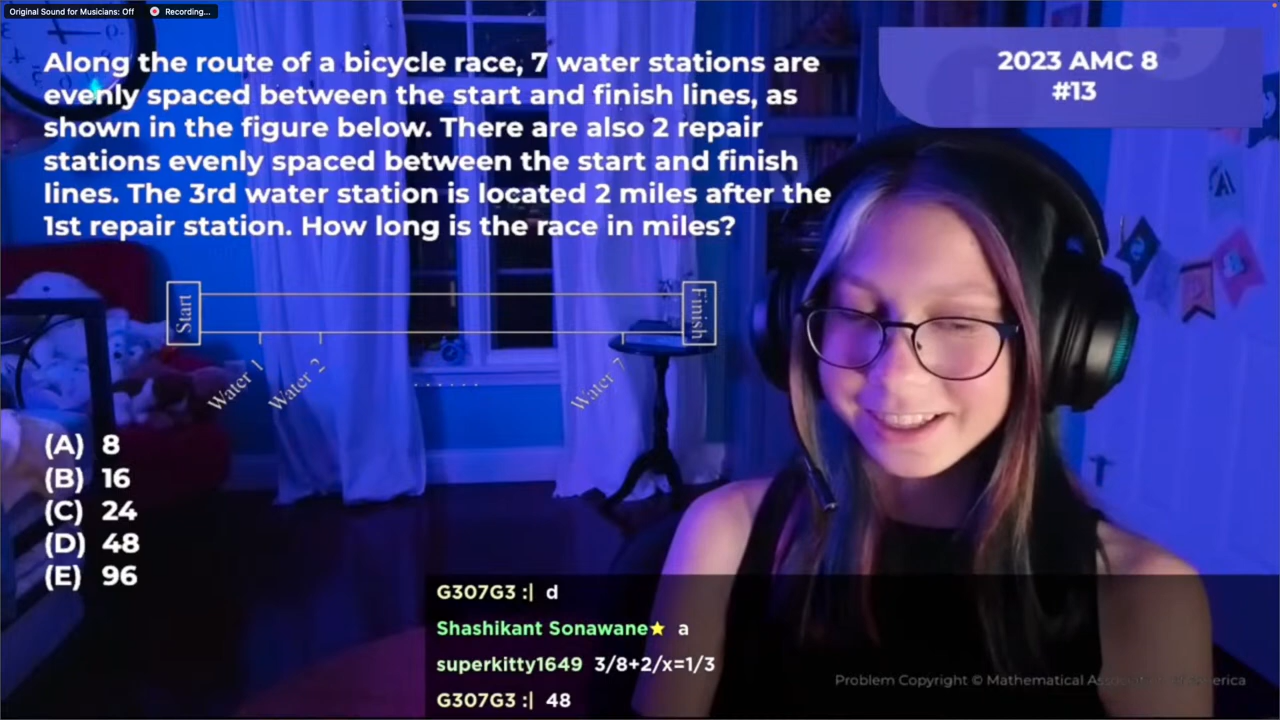 Original Sound for Musicians: Off
Recording...
Along the route of a bicycle race, 7 water stations are
evenly spaced between the start and finish lines, as
shown in the figure below. There are also 2 repair
stations evenly spaced between the start and finish
lines. The 3rd water station is located 2 miles after the
1st repair station. How long is the race in miles?
2023 AMC 8
#13
Start
Finish
Water 1
Water 2
Water 7
(A) 8
(B) 16
(C) 24
(D) 48
(E) 96
G307G3 :| d
Shashikant Sonawane⭐ a
superkitty1649 3/8+2/x=1/3
G307G3 :| 48
Problem Copyright © Mathematical